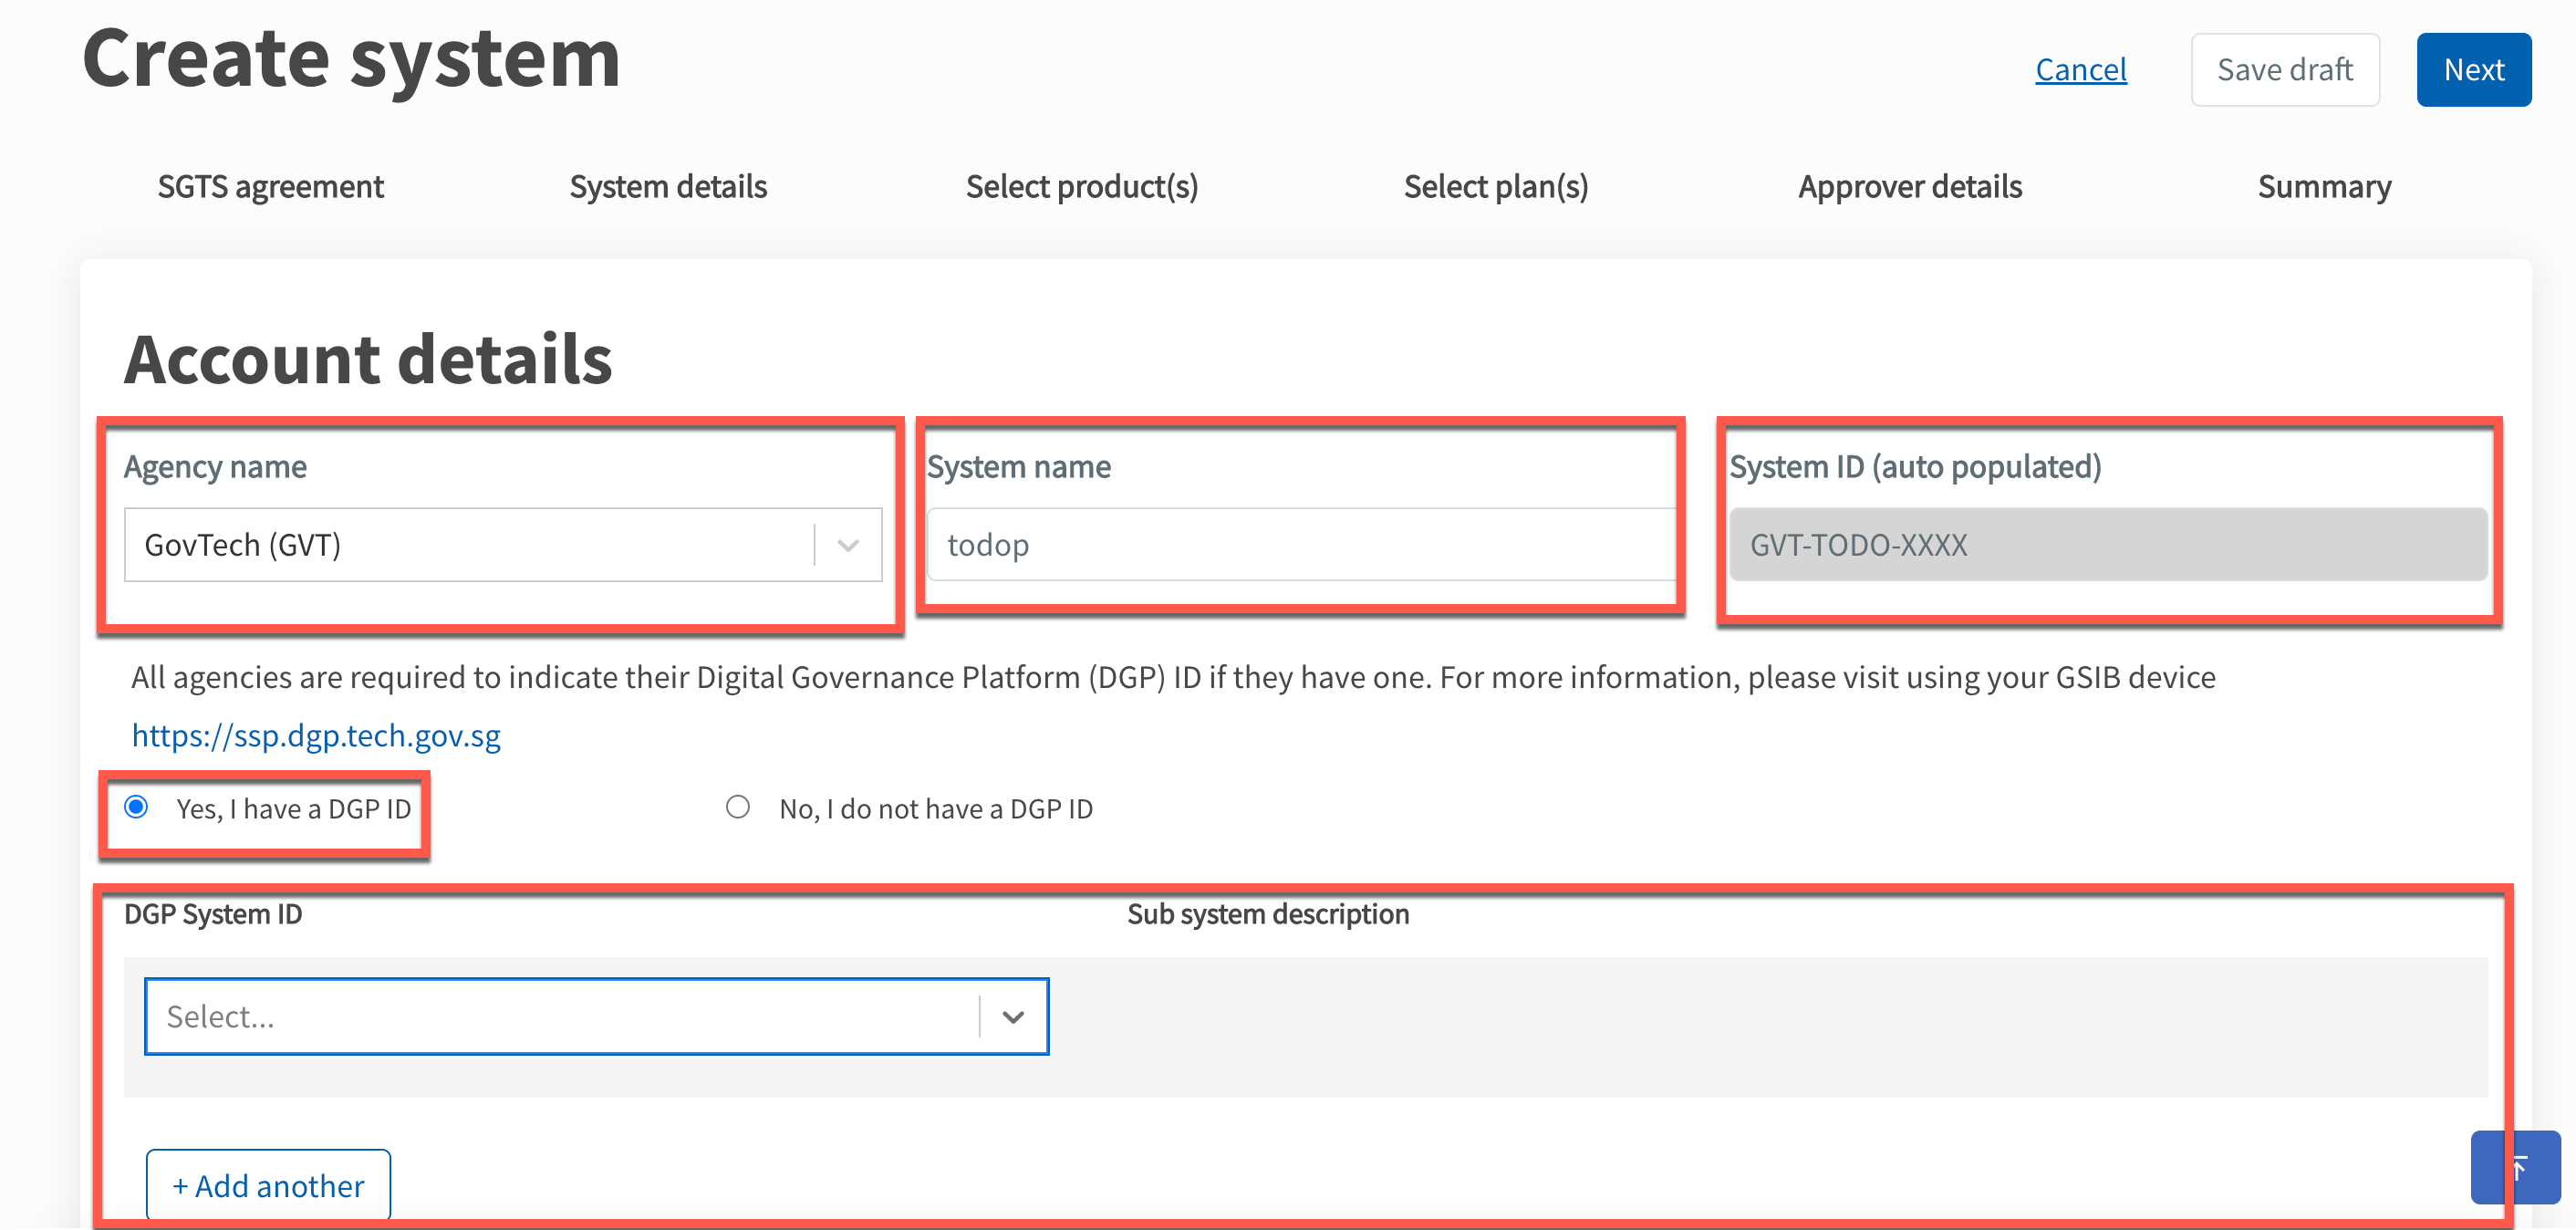 Create system
Cancel
Save draft
Next
SGTS agreement
System details
Select product(s)
Select plan(s)
Approver details
Summary
Account details
Agency name
System name
System ID (auto populated)
GovTech (GVT)
todop
GVT-TODO-XXXX
All agencies are required to indicate their Digital Governance Platform (DGP) ID if they have one. For more information, please visit using your GSIB device
https://ssp.dgp.tech.gov.sg
Yes, I have a DGP ID
No, I do not have a DGP ID
DGP System ID
Sub system description
Select...
+ Add another